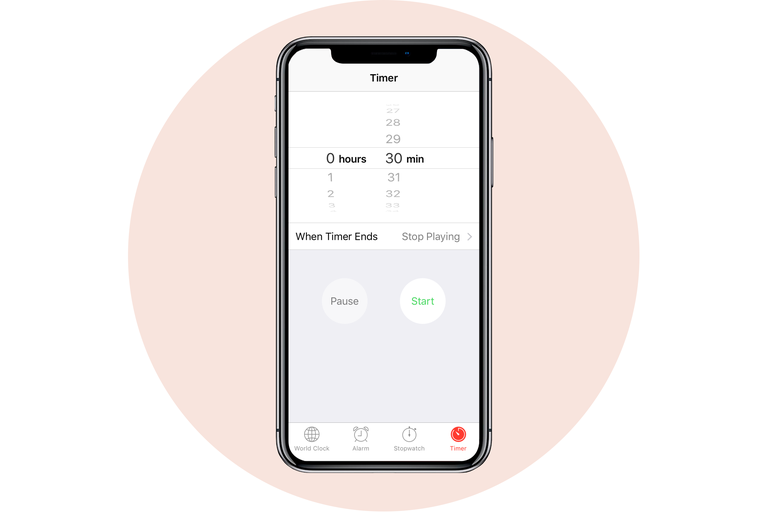 Timer
27
28
29
0 hours 30 min
1 31
2 32
3 33
When Timer Ends Stop Playing
Pause Start
World Clock Alarm Stopwatch Timer